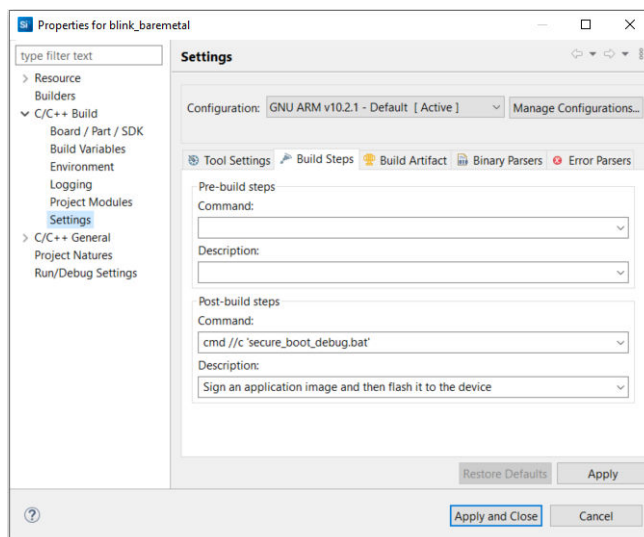 Si Properties for blink_baremetal
type filter text
Resource
Builders
C/C++ Build
Board / Part / SDK
Build Variables
Environment
Logging
Project Modules
Settings
C/C++ General
Project Natures
Run/Debug Settings
Settings
Configuration: GNU ARM v10.2.1 - Default [ Active ] Manage Configurations...
Tool Settings Build Steps Build Artifact Binary Parsers Error Parsers
Pre-build steps
Command:
Description:
Post-build steps
Command:
cmd //c 'secure_boot_debug.bat'
Description:
Sign an application image and then flash it to the device
Restore Defaults Apply
? Apply and Close Cancel